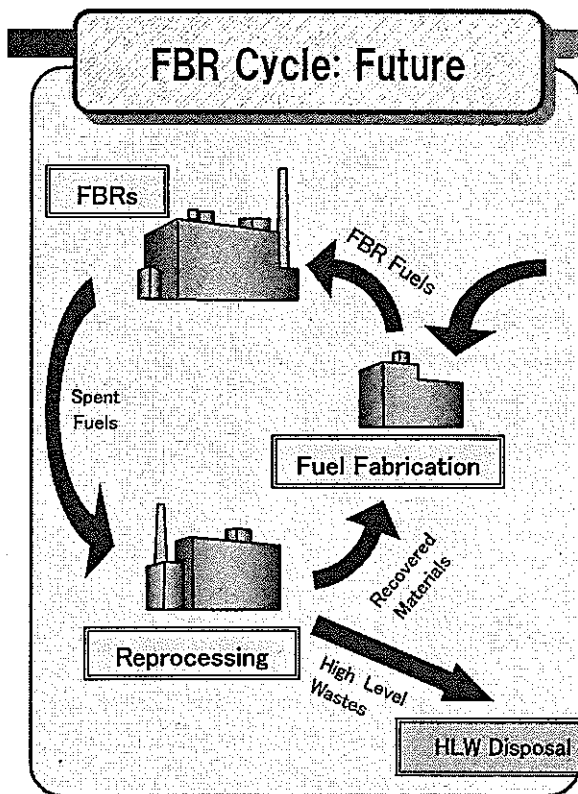 FBR Cycle: Future
FBRs
FBR Fuels
Spent
Fuels
Fuel Fabrication
Recovered
Materials
Reprocessing
High Level
Wastes
HLW Disposal